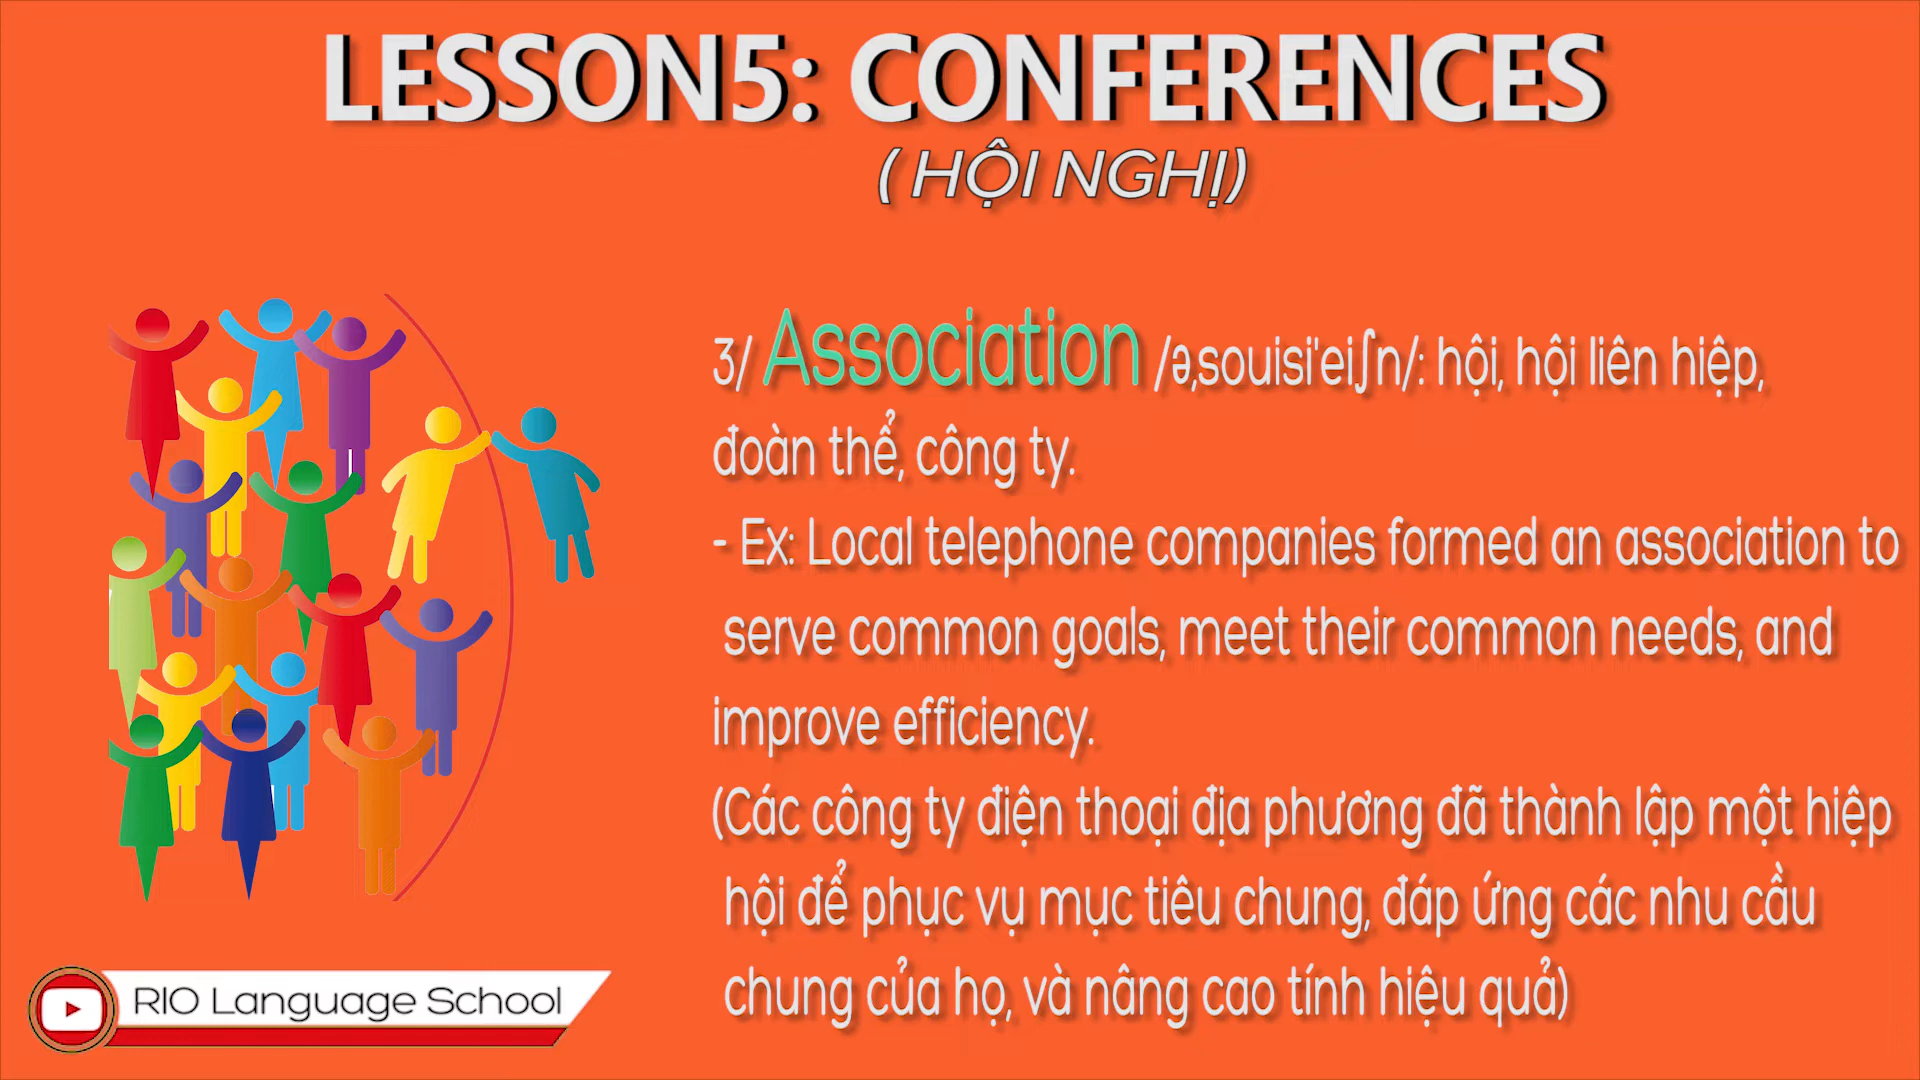 LESSON5: CONFERENCES
( HỘI NGHỊ)
3/ Association /ə,souisi'ei∫n/: hội, hội liên hiệp,
đoàn thể, công ty.
- Ex: Local telephone companies formed an association to
serve common goals, meet their common needs, and
improve efficiency.
(Các công ty điện thoại địa phương đã thành lập một hiệp
hội để phục vụ mục tiêu chung, đáp ứng các nhu cầu
chung của họ, và nâng cao tính hiệu quả)
RIO Language School